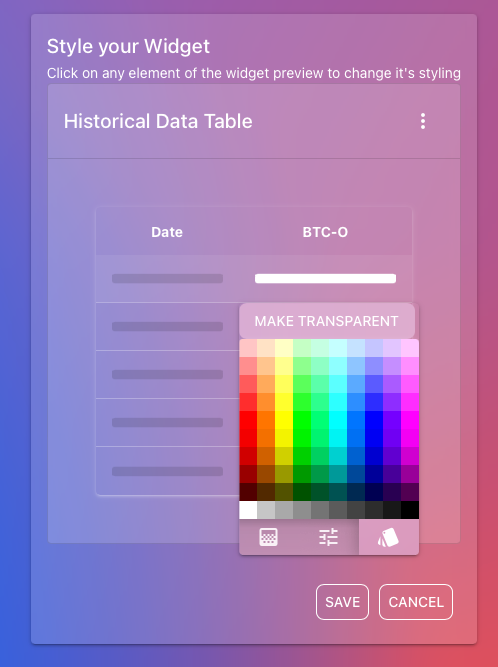 Style your Widget
Click on any element of the widget preview to change it's styling
Historical Data Table
Date BTC-O
MAKE TRANSPARENT
SAVE CANCEL